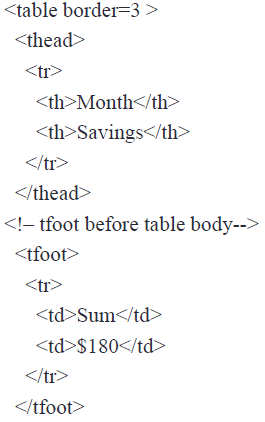 <table border=3 >
<thead>
<tr>
<th>Month</th>
<th>Savings</th>
</tr>
</thead>
<!– tfoot before table body-->
<tfoot>
<tr>
<td>Sum</td>
<td>$180</td>
</tr>
</tfoot>